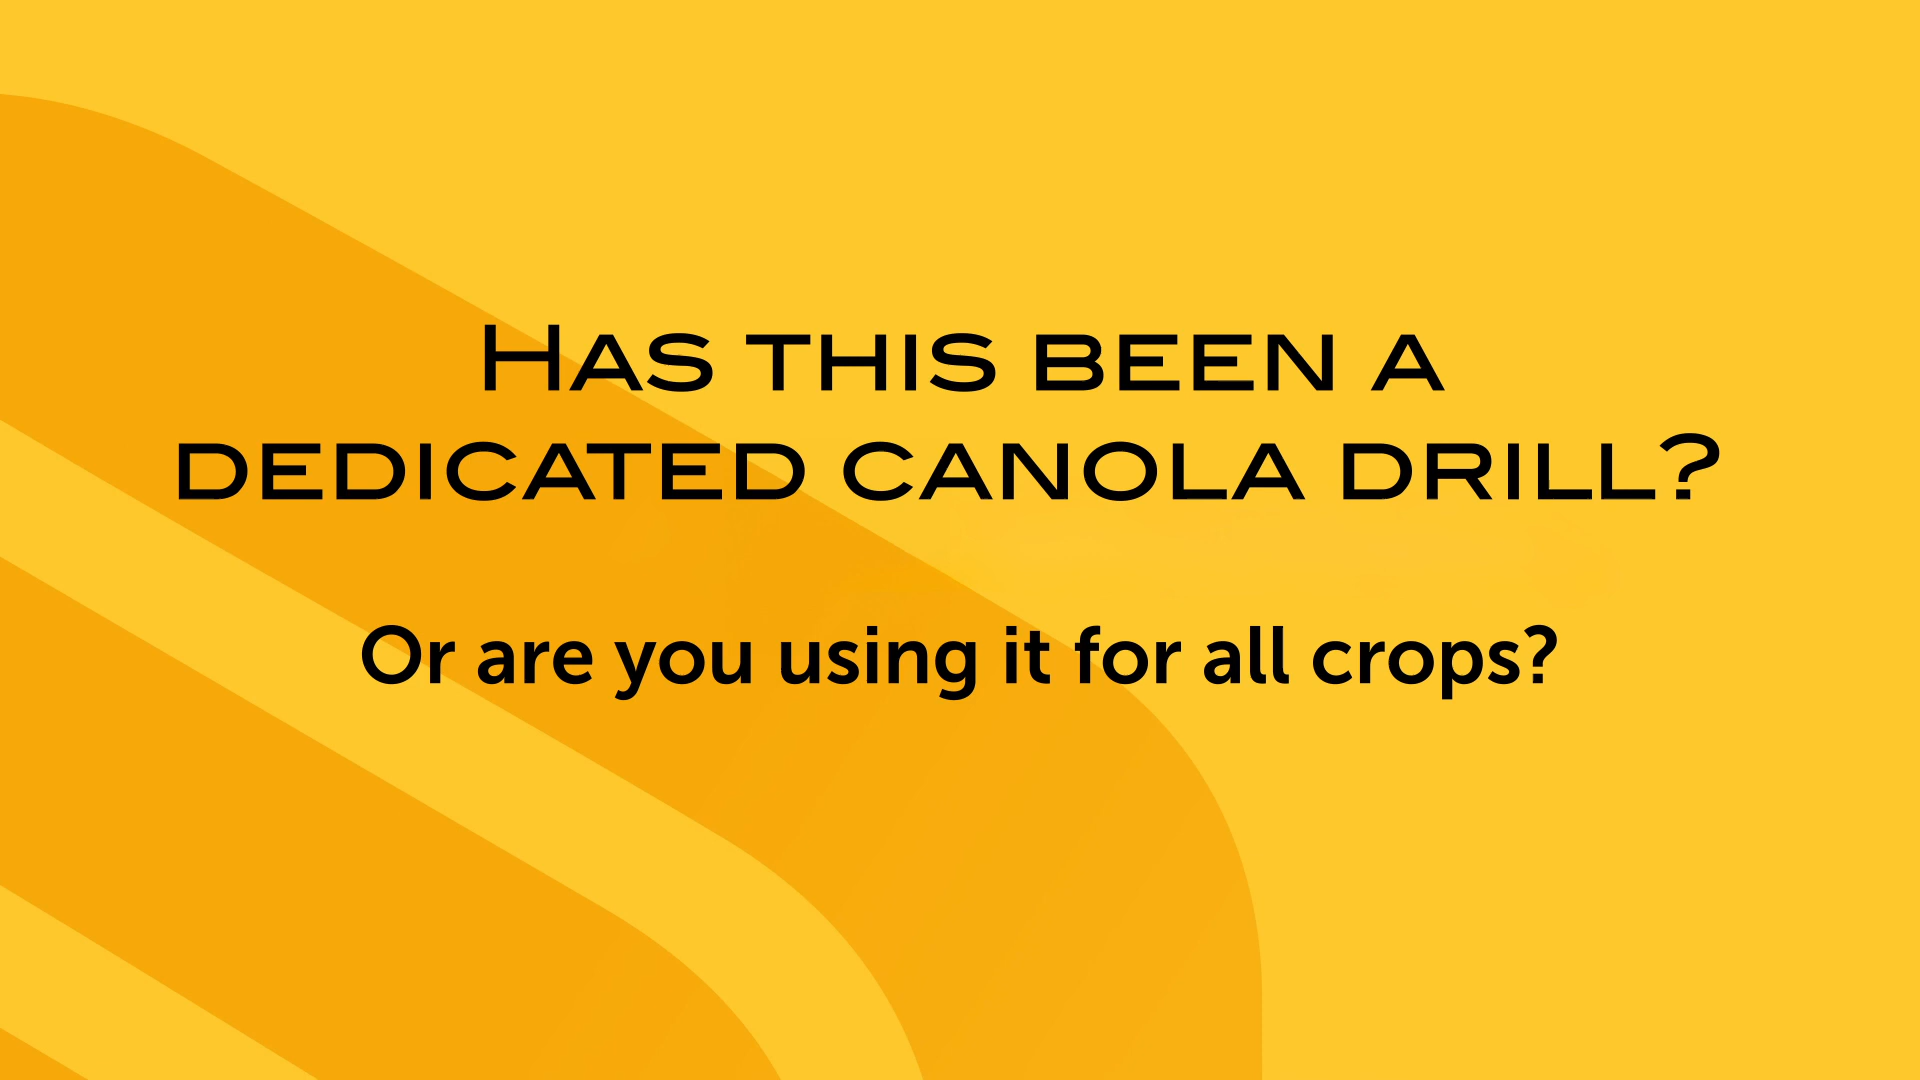 Has this been a
dedicated canola drill?
Or are you using it for all crops?